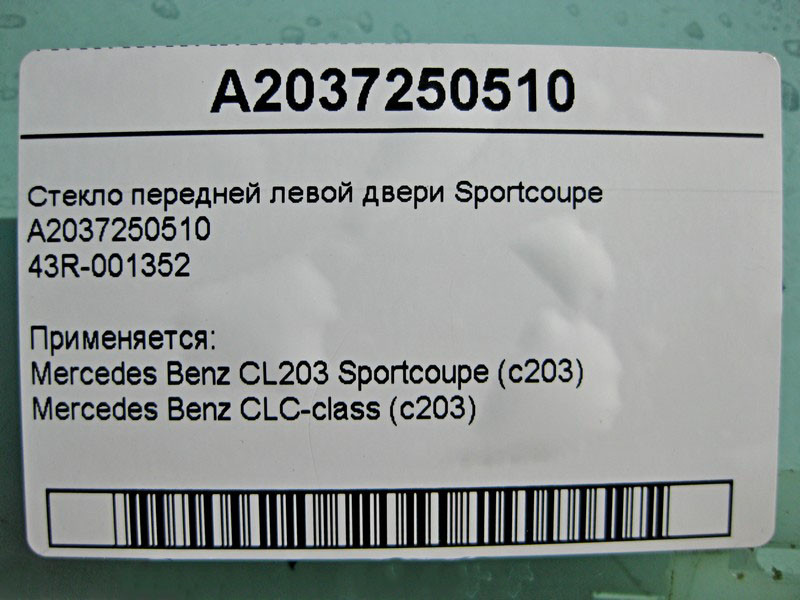 A2037250510
Стекло передней левой двери Sportcoupe
A2037250510
43R-001352
Применяется:
Mercedes Benz CL203 Sportcoupe (c203)
Mercedes Benz CLC-class (c203)